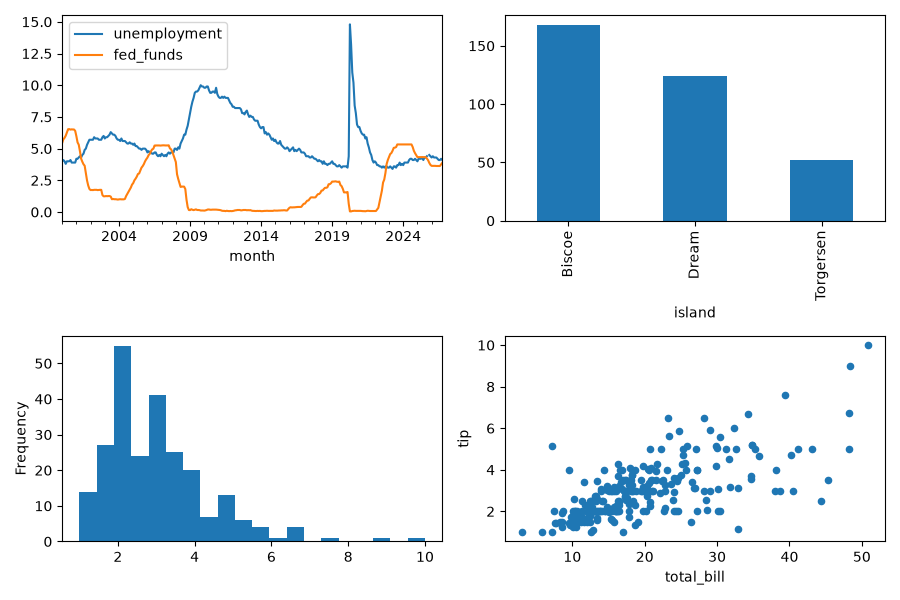 15.0
12.5
10.0
7.5
5.0
2.5
0.0
unemployment
fed_funds
2004 2009 2014 2019 2024
month
150
100
50
0
Biscoe
Dream
Torgersen
island
Frequency
50
40
30
20
10
0
2 4 6 8 10
tip
10
8
6
4
2
10 20 30 40 50
total_bill